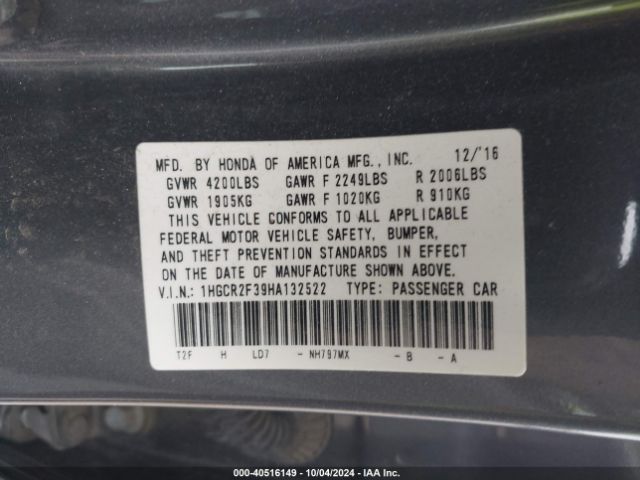 MFD. BY HONDA OF AMERICA MFG., INC. 12/'16
GVWR 4200LBS GAWR F 2249LBS R 2006LBS
GVWR 1905KG GAWR F 1020KG R 910KG
THIS VEHICLE CONFORMS TO ALL APPLICABLE
FEDERAL MOTOR VEHICLE SAFETY, BUMPER,
AND THEFT PREVENTION STANDARDS IN EFFECT
ON THE DATE OF MANUFACTURE SHOWN ABOVE.
V.I.N.: 1HGCR2F39HA132522 TYPE: PASSENGER CAR
T2F H LD7 - NH797MX - B - A
000-40516149 - 10/04/2024 - IAA Inc.